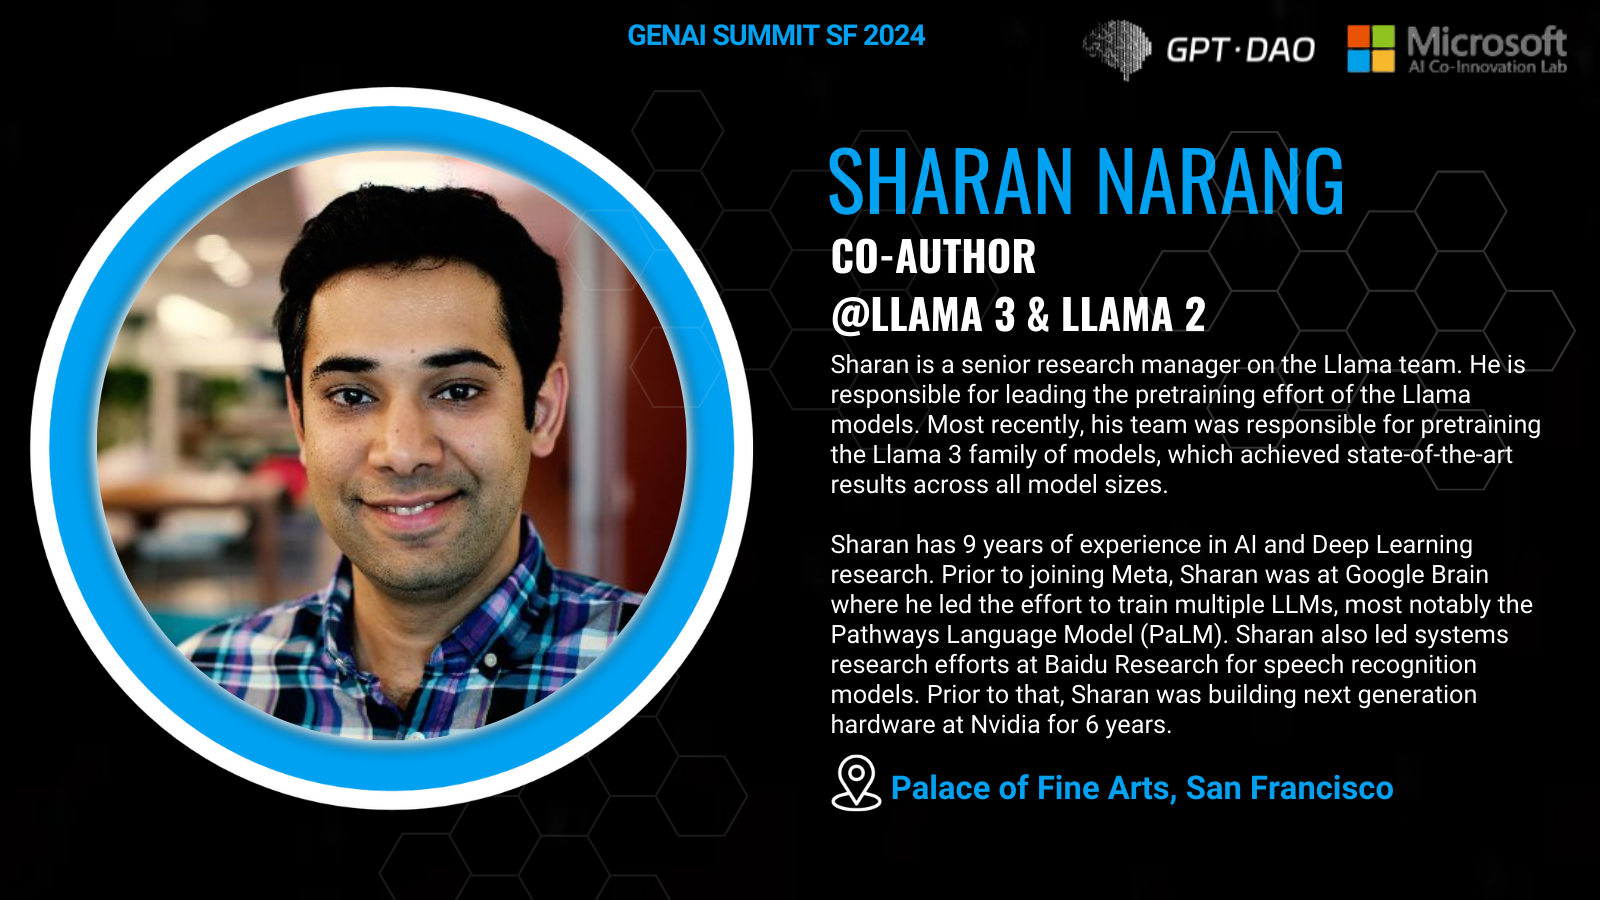 GENAI SUMMIT SF 2024
GPT·DAO
Microsoft
AI Co-Innovation Lab
SHARAN NARANG
CO-AUTHOR
@LLAMA 3 & LLAMA 2
Sharan is a senior research manager on the Llama team. He is
responsible for leading the pretraining effort of the Llama
models. Most recently, his team was responsible for pretraining
the Llama 3 family of models, which achieved state-of-the-art
results across all model sizes.
Sharan has 9 years of experience in AI and Deep Learning
research. Prior to joining Meta, Sharan was at Google Brain
where he led the effort to train multiple LLMs, most notably the
Pathways Language Model (PaLM). Sharan also led systems
research efforts at Baidu Research for speech recognition
models. Prior to that, Sharan was building next generation
hardware at Nvidia for 6 years.
Palace of Fine Arts, San Francisco